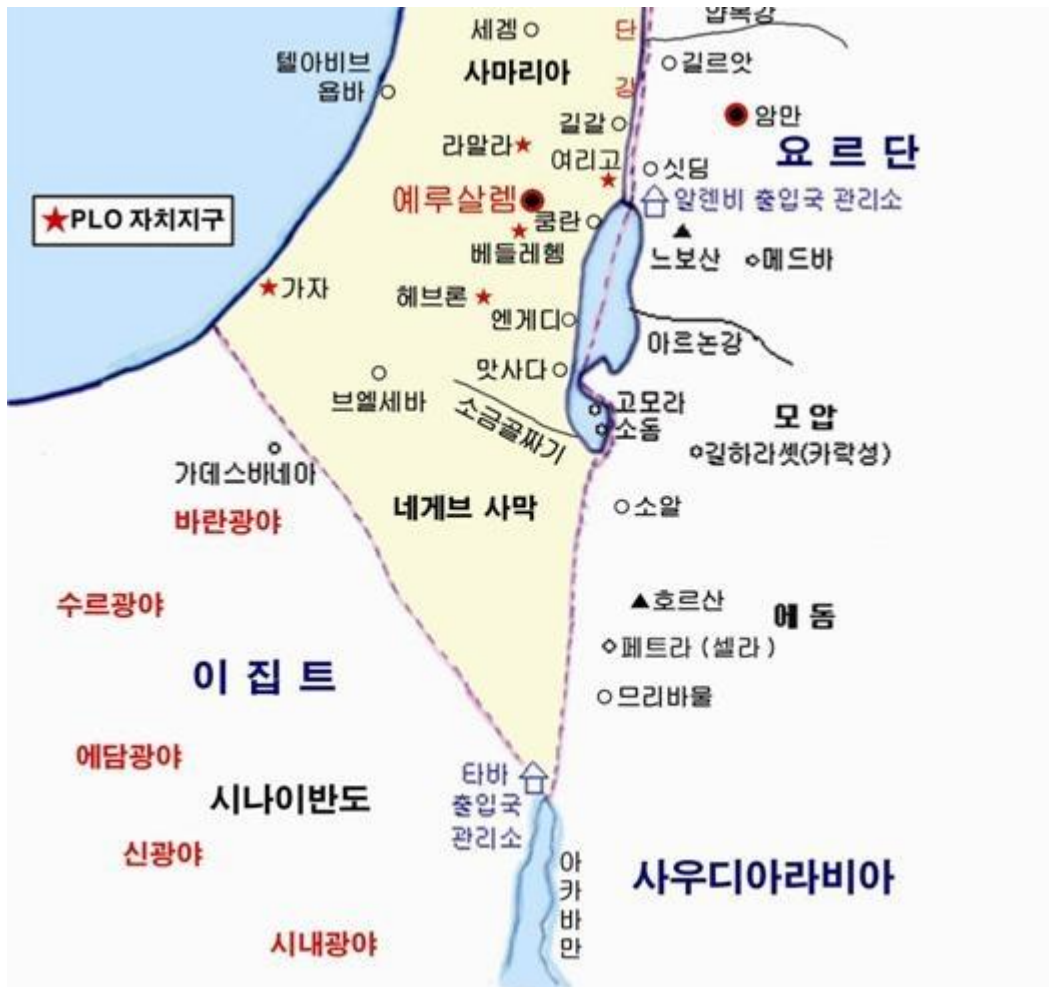 얍복강
세겜
단
강
텔아비브
욥바
사마리아
길르앗
암만
길갈
라말라
여리고
요르단
싯딤
예루살렘
알렌비 출입국 관리소
PLO 자치지구
쿰란
베들레헴
느보산
메드바
가자
헤브론
엔게디
아르논강
맛사다
브엘세바
소금골짜기
고모라
소돔
모압
길하라셋(카락성)
가데스바네아
바란광야
네게브 사막
소알
수르광야
호르산
에돔
이집트
페트라 (셀라)
므리바물
에담광야
시나이반도
타바
출입국
관리소
신광야
아카바만
사우디아라비아
시내광야